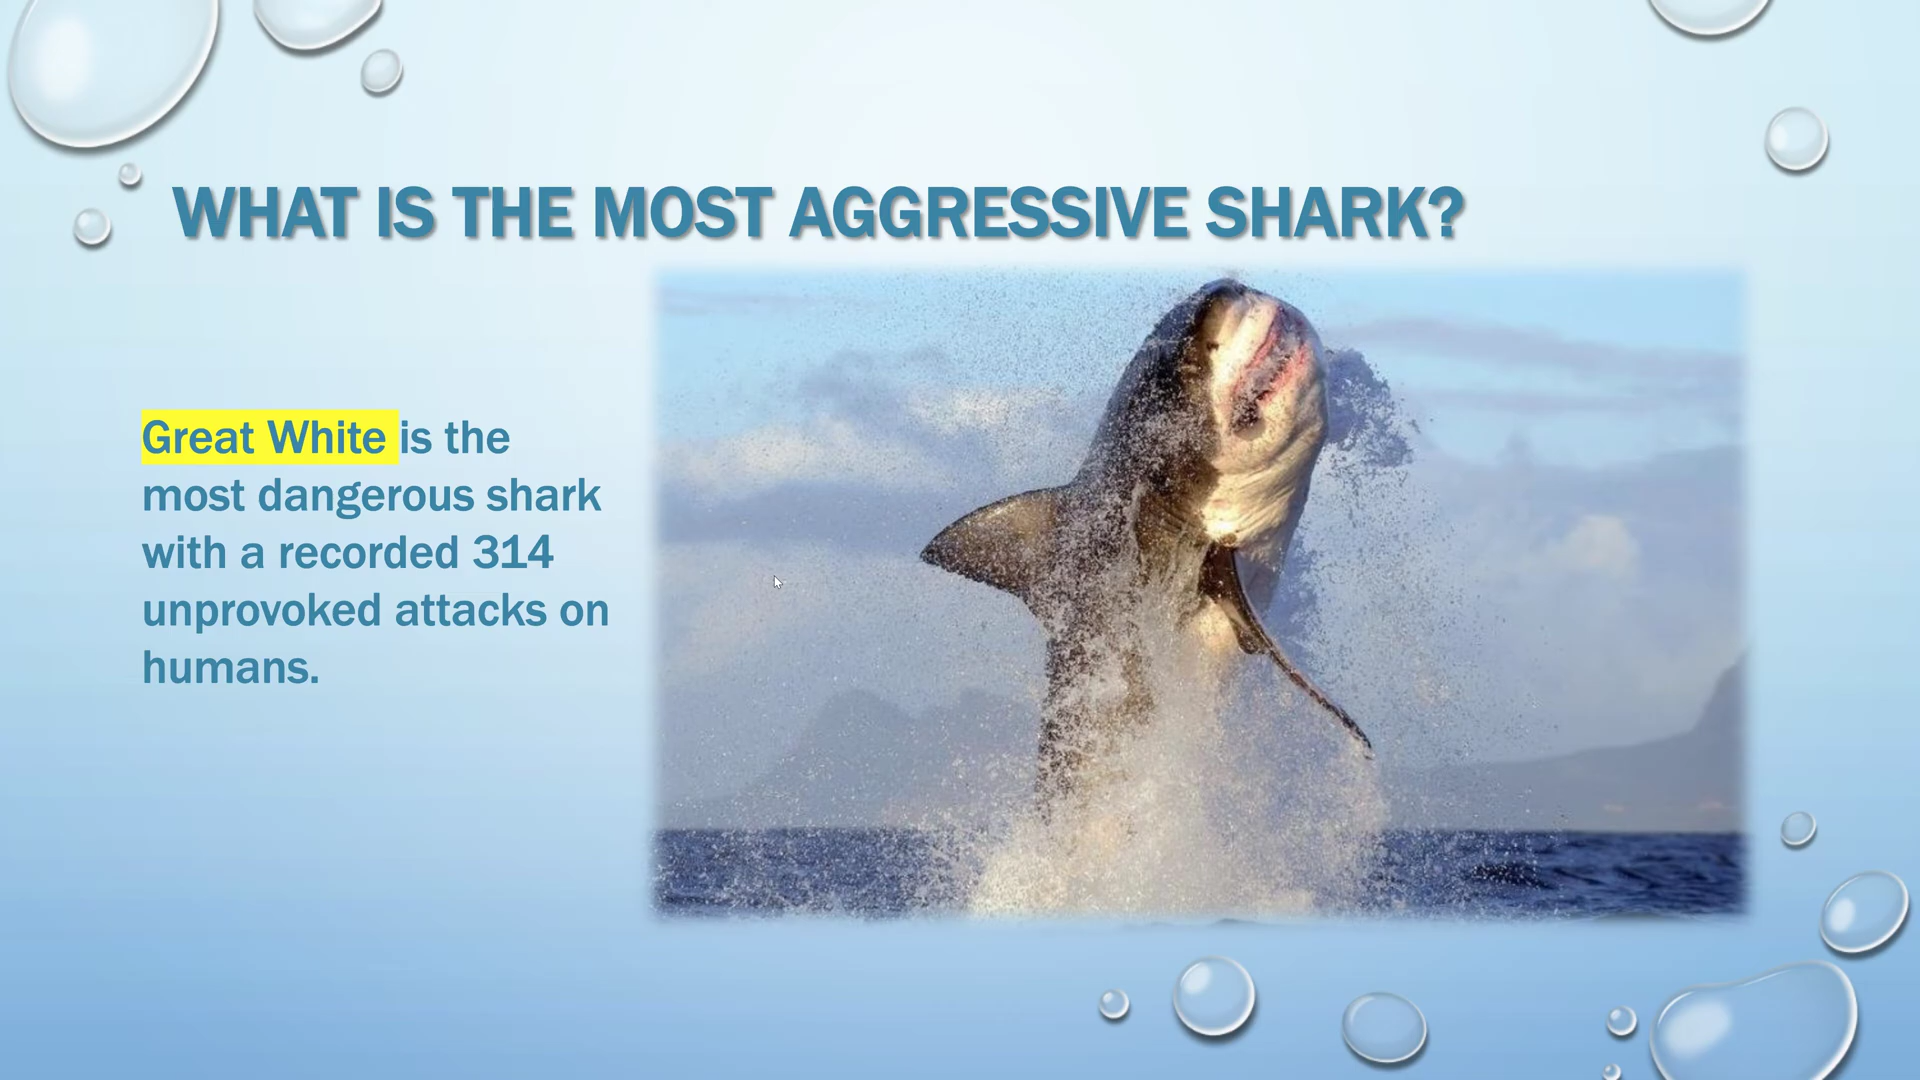 WHAT IS THE MOST AGGRESSIVE SHARK?
Great White is the
most dangerous shark
with a recorded 314
unprovoked attacks on
humans.